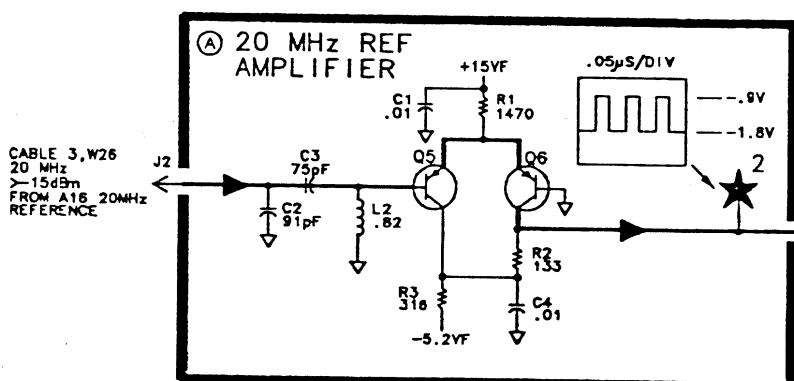 A 20 MHz REF
AMPLIFIER
+15VF
.05µS/DIV
C1
.01
R1
1470
-.9V
-1.8V
CABLE 3,W26
20 MHz
>-15dBm
FROM A16 20MHz
REFERENCE
J2
C3
75pF
Q5
Q6
2
C2
91pF
L2
.82
R2
133
R3
316
C4
.01
-5.2VF